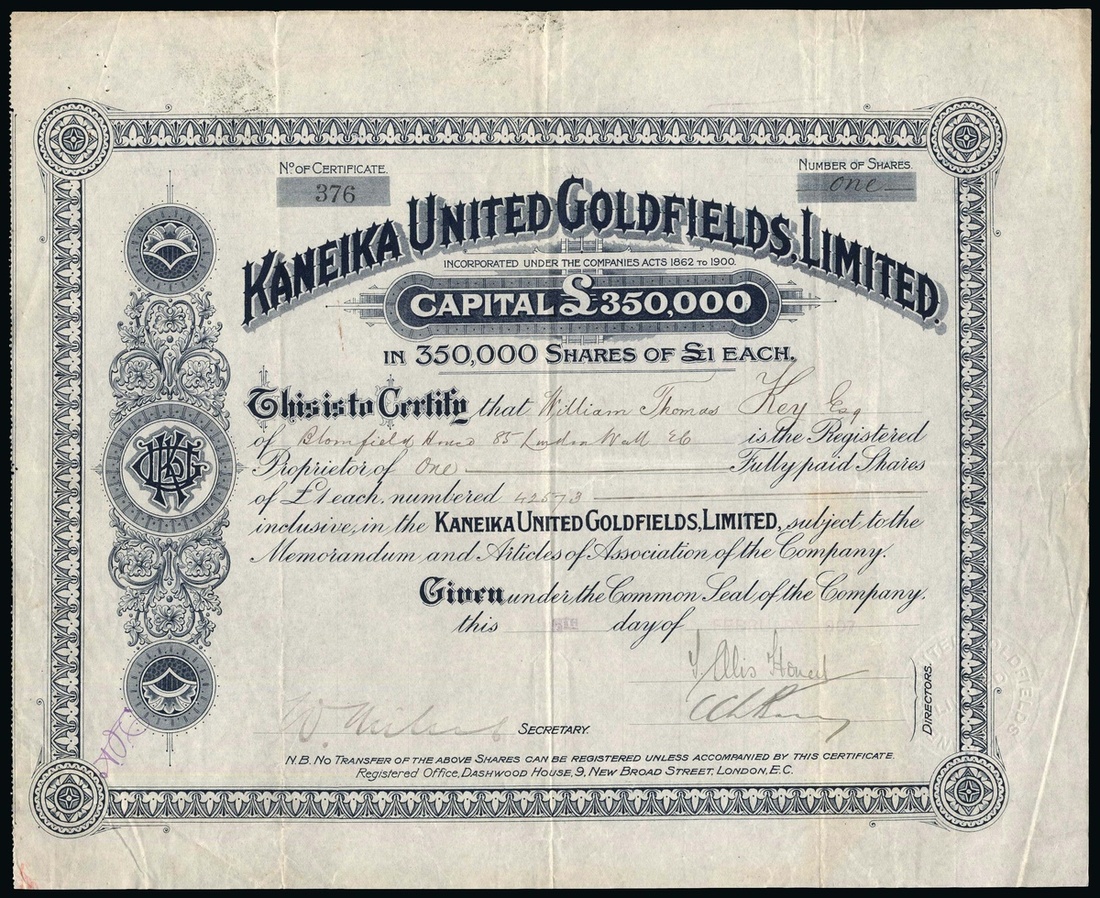 No. OF CERTIFICATE.
376
NUMBER OF SHARES
one
KANEIKA UNITED GOLDFIELDS, LIMITED.
INCORPORATED UNDER THE COMPANIES ACTS 1862 TO 1900.
CAPITAL £350,000
IN 350,000 SHARES OF £1 EACH.
This is to Certify that William Thomas Key Esq
of Blomfield House 85 London Wall EC is the Registered
Proprietor of One Fully paid Shares
of £1 each, numbered 42573
inclusive, in the KANEIKA UNITED GOLDFIELDS, LIMITED, subject to the
Memorandum and Articles of Association of the Company.
Given under the Common Seal of the Company.
this day of
DIRECTORS.
SECRETARY.
N.B. NO TRANSFER OF THE ABOVE SHARES CAN BE REGISTERED UNLESS ACCOMPANIED BY THIS CERTIFICATE.
Registered Office, DASHWOOD HOUSE, 9, NEW BROAD STREET, LONDON, E.C.